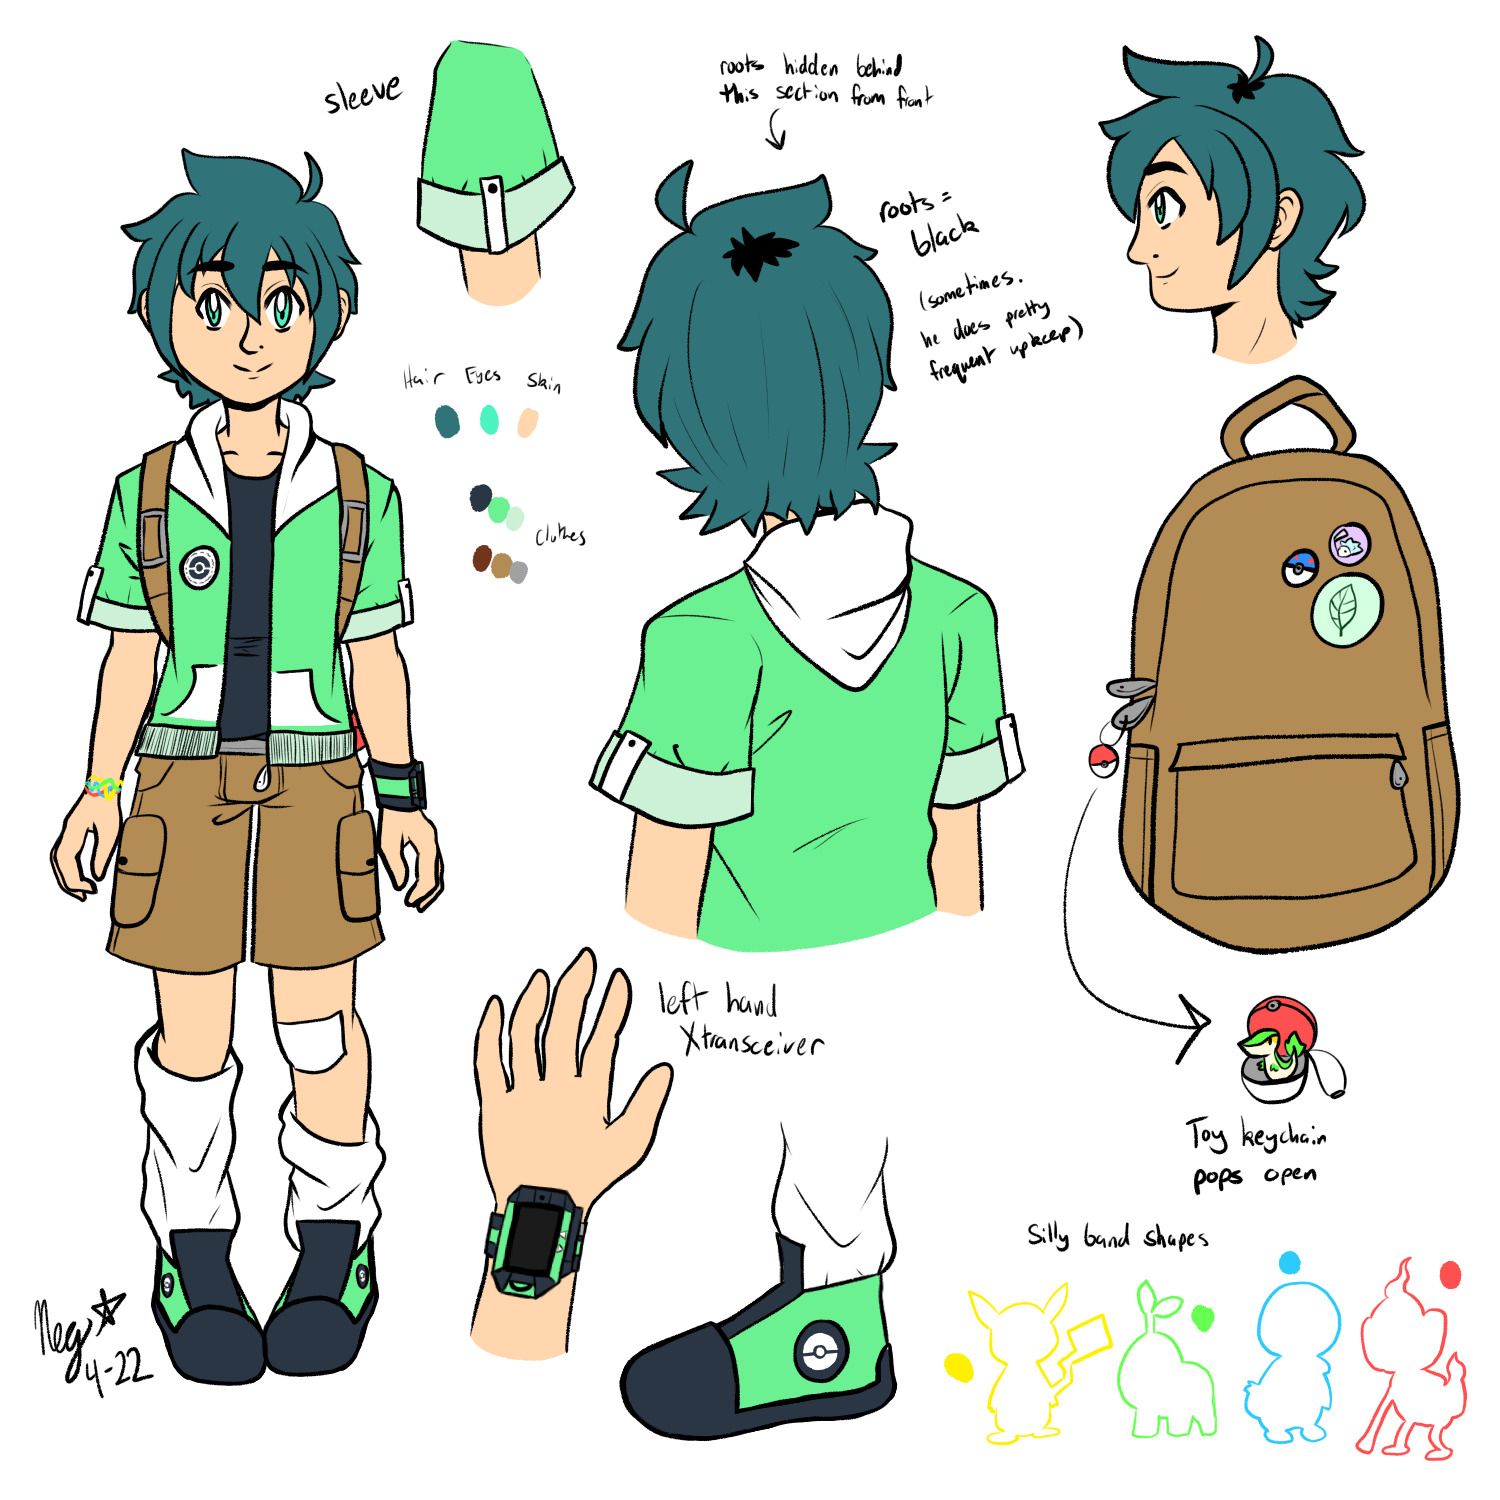 sleeve
roots hidden behind
this section from front
roots =
black
(sometimes.
he does pretty
frequent upkeep)
Hair Eyes Skin
Clothes
left hand
Xtransceiver
Toy keychain
pops open
Silly band shapes
Meg
4-22